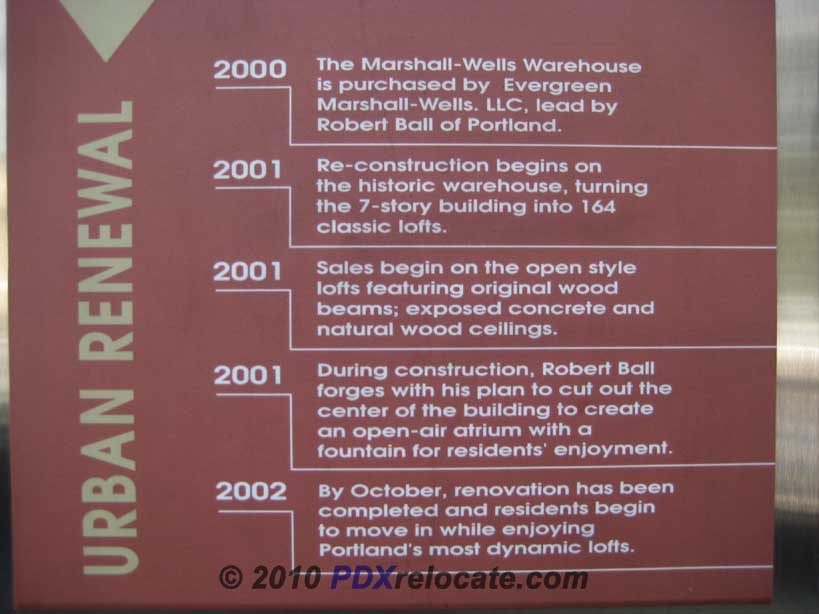 URBAN RENEWAL
2000
The Marshall-Wells Warehouse
is purchased by Evergreen
Marshall-Wells. LLC, lead by
Robert Ball of Portland.
2001
Re-construction begins on
the historic warehouse, turning
the 7-story building into 164
classic lofts.
2001
Sales begin on the open style
lofts featuring original wood
beams; exposed concrete and
natural wood ceilings.
2001
During construction, Robert Ball
forges with his plan to cut out the
center of the building to create
an open-air atrium with a
fountain for residents' enjoyment.
2002
By October, renovation has been
completed and residents begin
to move in while enjoying
Portland's most dynamic lofts.
© 2010 PDXrelocate.com